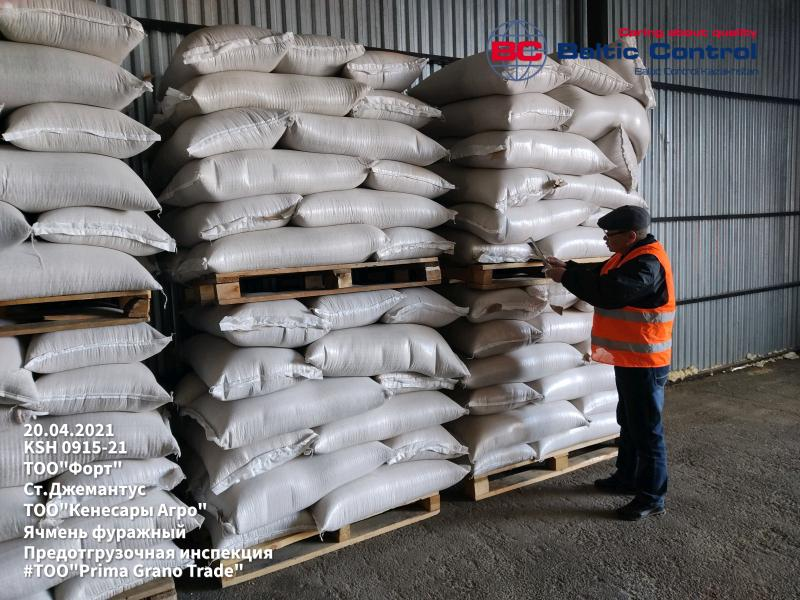 Caring about quality
BC Baltic Control
Baltic Control Kazakhstan
20.04.2021
KSH 0915-21
ТОО"Форт"
Ст.Джемантус
ТОО"Кенесары Агро"
Ячмень фуражный
Предотгрузочная инспекция
#ТОО"Prima Grano Trade"